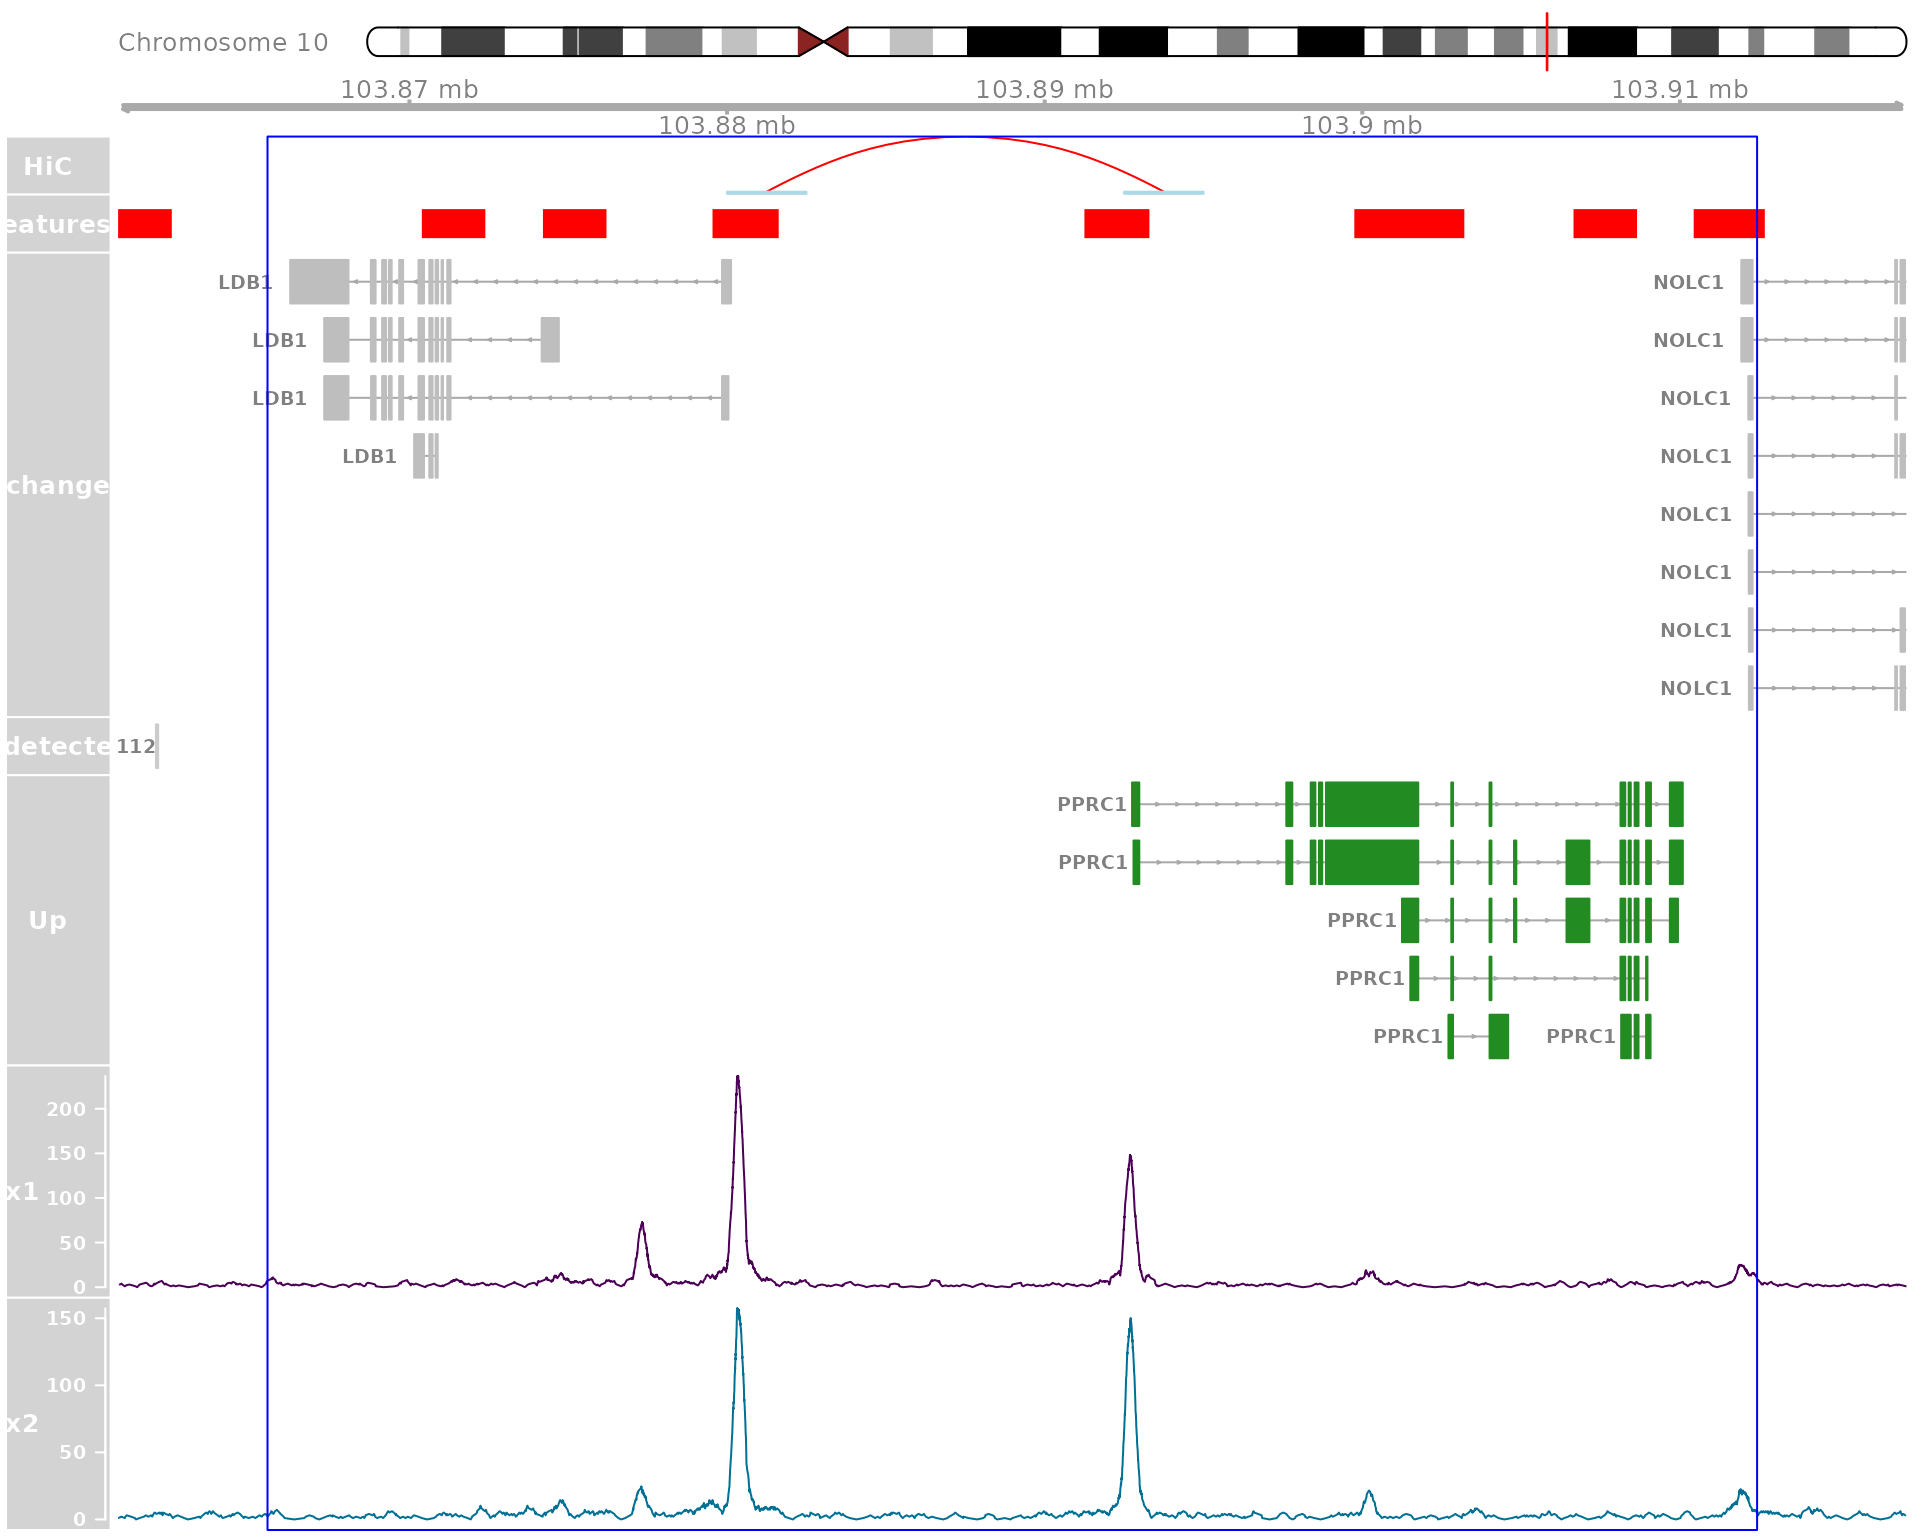 Chromosome 10
103.87 mb
103.89 mb
103.91 mb
103.88 mb
103.9 mb
HiC
eatures
LDB1
NOLC1
LDB1
NOLC1
LDB1
NOLC1
LDB1
NOLC1
change
NOLC1
NOLC1
NOLC1
NOLC1
detecte
112
PPRC1
PPRC1
Up
PPRC1
PPRC1
PPRC1
PPRC1
200
150
x1
100
50
0
150
100
x2
50
0